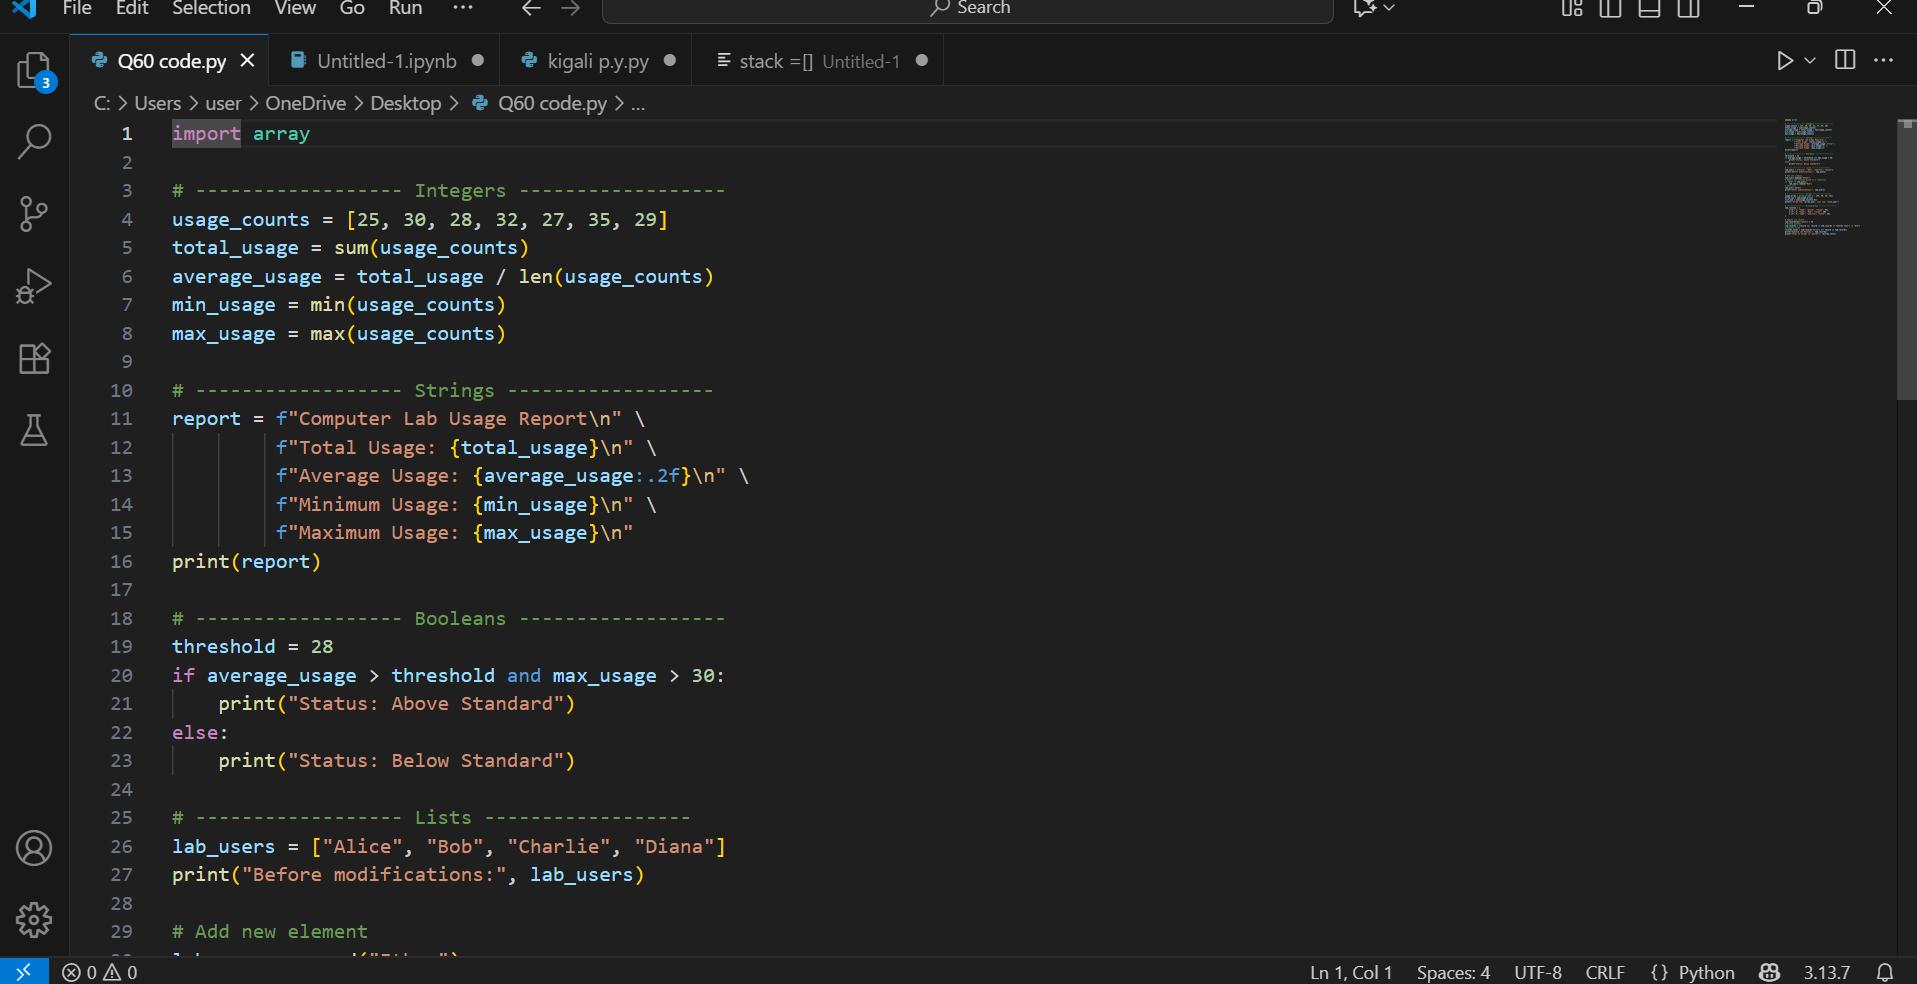 File Edit Selection View Go Run ··· Search
Q60 code.py Untitled-1.ipynb kigali p.y.py stack =[] Untitled-1
C: > Users > user > OneDrive > Desktop > Q60 code.py > ...
3
1 import array
2
3 # ------------------ Integers ------------------
4 usage_counts = [25, 30, 28, 32, 27, 35, 29]
5 total_usage = sum(usage_counts)
6 average_usage = total_usage / len(usage_counts)
7 min_usage = min(usage_counts)
8 max_usage = max(usage_counts)
9
10 # ------------------ Strings ------------------
11 report = f"Computer Lab Usage Report\n" \
12 f"Total Usage: {total_usage}\n" \
13 f"Average Usage: {average_usage:.2f}\n" \
14 f"Minimum Usage: {min_usage}\n" \
15 f"Maximum Usage: {max_usage}\n"
16 print(report)
17
18 # ------------------ Booleans ------------------
19 threshold = 28
20 if average_usage > threshold and max_usage > 30:
21 print("Status: Above Standard")
22 else:
23 print("Status: Below Standard")
24
25 # ------------------ Lists ------------------
26 lab_users = ["Alice", "Bob", "Charlie", "Diana"]
27 print("Before modifications:", lab_users)
28
29 # Add new element
0 0 Ln 1, Col 1 Spaces: 4 UTF-8 CRLF {} Python 3.13.7